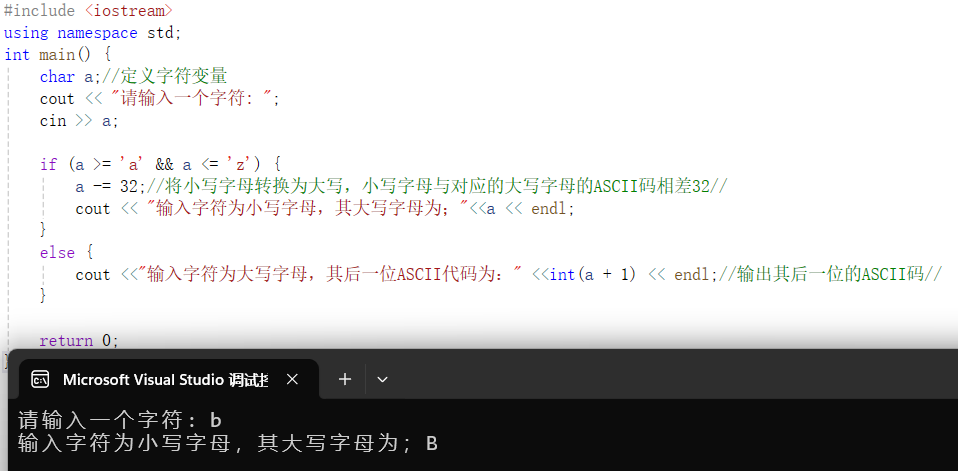 #include <iostream>
using namespace std;
int main() {
char a;//定义字符变量
cout << "请输入一个字符: ";
cin >> a;
if (a >= 'a' && a <= 'z') {
a -= 32;//将小写字母转换为大写，小写字母与对应的大写字母的ASCII码相差32//
cout << "输入字符为小写字母，其大写字母为；"<<a << endl;
}
else {
cout <<"输入字符为大写字母，其后一位ASCII代码为：" <<int(a + 1) << endl;//输出其后一位的ASCII码//
}
return 0;
}
Microsoft Visual Studio 调试
请输入一个字符: b
输入字符为小写字母，其大写字母为；B